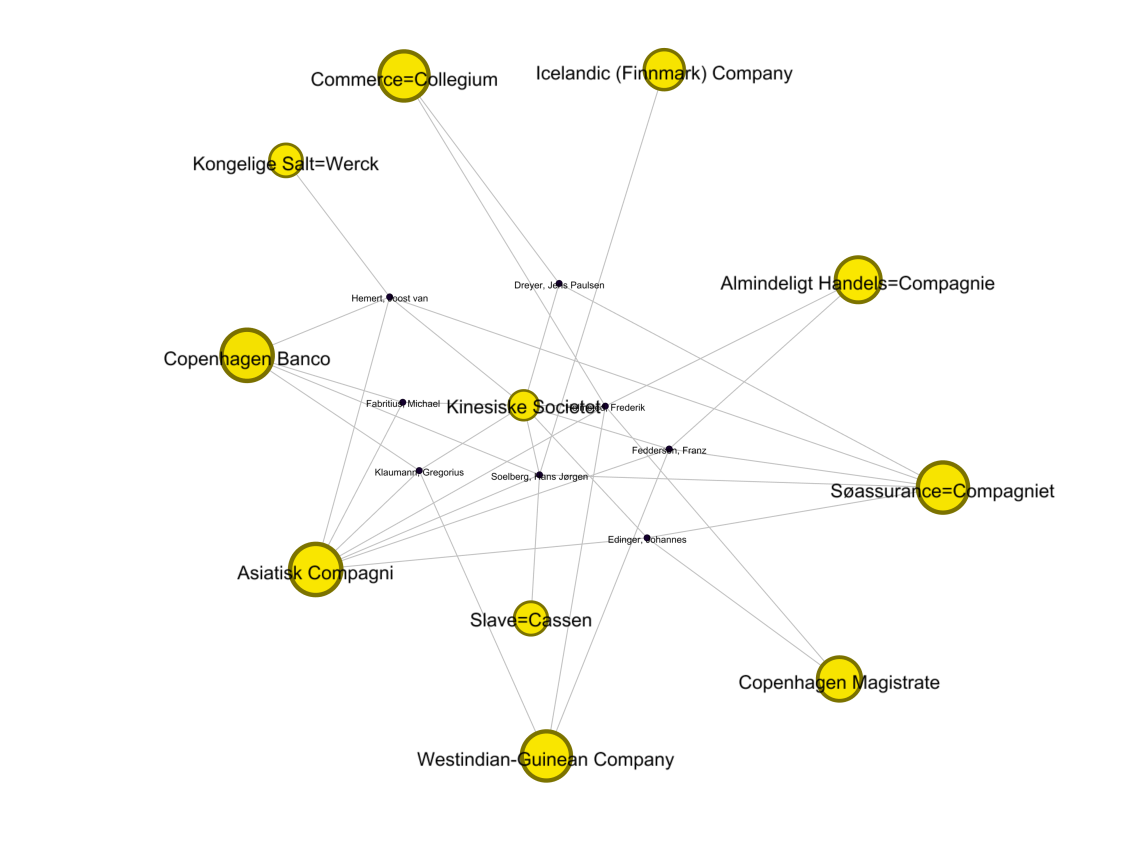 Commerce=Collegium
Icelandic (Finnmark) Company
Kongelige Salt=Werck
Almindeligt Handels=Compagnie
Dreyer, Jens Paulsen
Hemert, Joost van
Copenhagen Banco
Fabritius, Michael
Kinesiske Societet
Frederik
Feddersen, Franz
Klaumann, Gregorius
Soelberg, Hans Jørgen
Søassurance=Compagniet
Edinger, Johannes
Asiatisk Compagni
Slave=Cassen
Copenhagen Magistrate
Westindian-Guinean Company